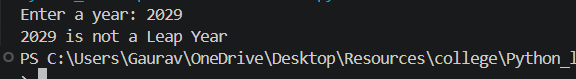 Enter a year: 2029
2029 is not a Leap Year
PS C:\Users\Gaurav\OneDrive\Desktop\Resources\college\Python_l